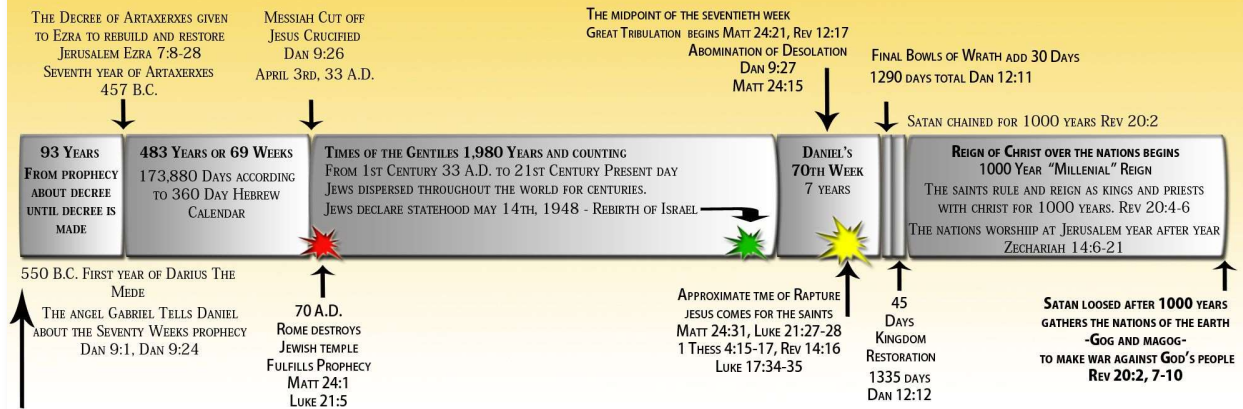 The Decree of Artaxerxes given
to Ezra to rebuild and restore
Jerusalem Ezra 7:8-28
Seventh year of Artaxerxes
457 B.C.
Messiah Cut off
Jesus Crucified
Dan 9:26
April 3rd, 33 A.D.
The midpoint of the seventieth week
Great Tribulation begins Matt 24:21, Rev 12:17
Abomination of Desolation
Dan 9:27
Matt 24:15
Final Bowls of Wrath add 30 Days
1290 days total Dan 12:11
Satan chained for 1000 years Rev 20:2
93 Years
From prophecy
about decree
until decree is
made
483 Years or 69 Weeks
173,880 Days according
to 360 Day Hebrew
Calendar
Times of the Gentiles 1,980 Years and counting
From 1st Century 33 A.D. to 21st Century Present day
Jews dispersed throughout the world for centuries.
Jews declare statehood may 14th, 1948 - Rebirth of Israel
Daniel's
70th Week
7 years
Reign of Christ over the nations begins
1000 Year "Millenial" Reign
The saints rule and reign as kings and priests
with christ for 1000 years. Rev 20:4-6
The nations worshiip at Jerusalem year after year
Zechariah 14:6-21
550 B.C. First year of Darius The
Mede
The angel Gabriel Tells Daniel
about the Seventy Weeks prophecy
Dan 9:1, Dan 9:24
70 A.D.
Rome destroys
Jewish temple
Fulfills Prophecy
Matt 24:1
Luke 21:5
Approximate tme of Rapture
jesus comes for the saints
Matt 24:31, Luke 21:27-28
1 Thess 4:15-17, Rev 14:16
Luke 17:34-35
45
Days
Kingdom
Restoration
1335 days
Dan 12:12
Satan loosed after 1000 years
gathers the nations of the earth
-Gog and magog-
to make war against God's people
Rev 20:2, 7-10